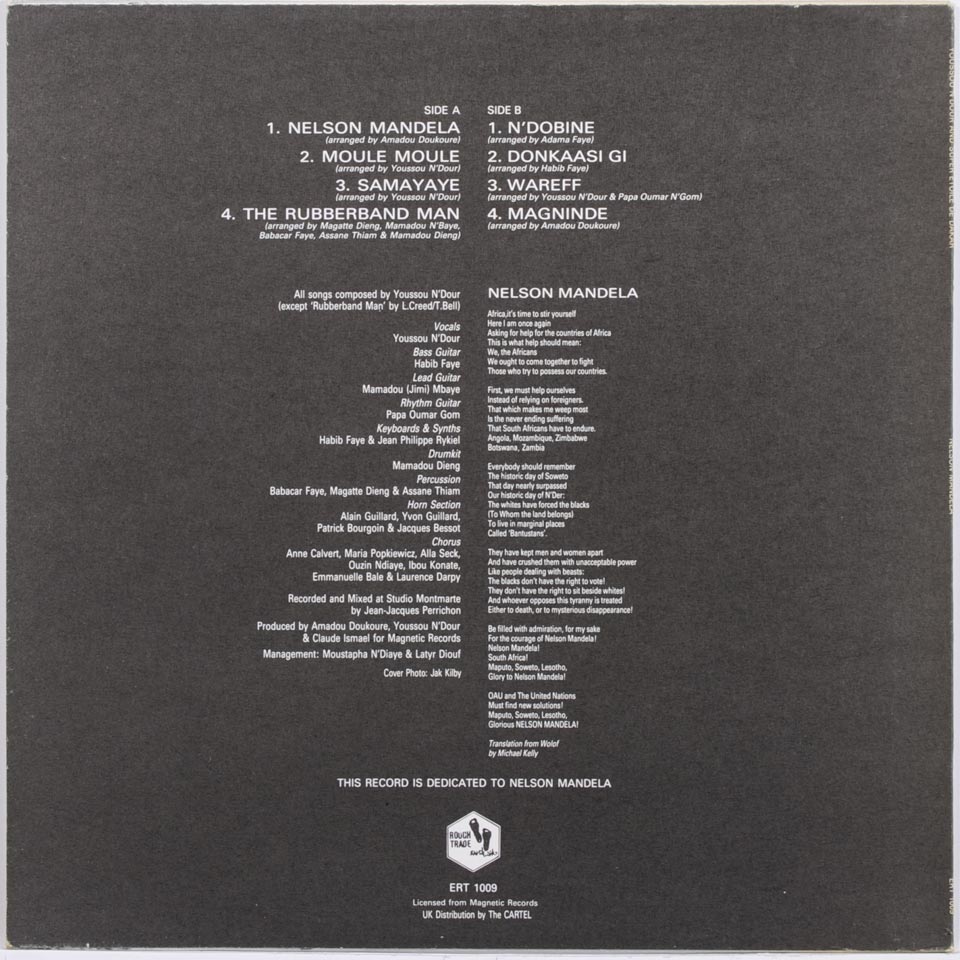 SIDE A
1. NELSON MANDELA
(arranged by Amadou Doukoure)
2. MOULE MOULE
(arranged by Youssou N'Dour)
3. SAMAYAYE
(arranged by Youssou N'Dour)
4. THE RUBBERBAND MAN
(arranged by Magatte Dieng, Mamadou N'Baye,
Babacar Faye, Assane Thiam & Mamadou Dieng)
SIDE B
1. N'DOBINE
(arranged by Adama Faye)
2. DONKAASI GI
(arranged by Habib Faye)
3. WAREFF
(arranged by Youssou N'Dour & Papa Oumar N'Gom)
4. MAGNINDE
(arranged by Amadou Doukoure)
All songs composed by Youssou N'Dour
(except 'Rubberband Man' by L.Creed/T.Bell)
Vocals
Youssou N'Dour
Bass Guitar
Habib Faye
Lead Guitar
Mamadou (Jimi) Mbaye
Rhythm Guitar
Papa Oumar Gom
Keyboards & Synths
Habib Faye & Jean Philippe Rykiel
Drumkit
Mamadou Dieng
Percussion
Babacar Faye, Magatte Dieng & Assane Thiam
Horn Section
Alain Guillard, Yvon Guillard,
Patrick Bourgoin & Jacques Bessot
Chorus
Anne Calvert, Maria Popkiewicz, Alla Seck,
Ouzin Ndiaye, Ibou Konate,
Emmanuelle Bale & Laurence Darpy
Recorded and Mixed at Studio Montmarte
by Jean-Jacques Perrichon
Produced by Amadou Doukoure, Youssou N'Dour
& Claude Ismael for Magnetic Records
Management: Moustapha N'Diaye & Latyr Diouf
Cover Photo: Jak Kilby
NELSON MANDELA
Africa,it's time to stir yourself
Here I am once again
Asking for help for the countries of Africa
This is what help should mean:
We, the Africans
We ought to come together to fight
Those who try to possess our countries.
First, we must help ourselves
Instead of relying on foreigners.
That which makes me weep most
Is the never ending suffering
That South Africans have to endure.
Angola, Mozambique, Zimbabwe
Botswana, Zambia
Everybody should remember
The historic day of Soweto
That day nearly surpassed
Our historic day of N'Der:
The whites have forced the blacks
(To Whom the land belongs)
To live in marginal places
Called 'Bantustans'.
They have kept men and women apart
And have crushed them with unacceptable power
Like people dealing with beasts:
The blacks don't have the right to vote!
They don't have the right to sit beside whites!
And whoever opposes this tyranny is treated
Either to death, or to mysterious disappearance!
Be filled with admiration, for my sake
For the courage of Nelson Mandela!
Nelson Mandela!
South Africa!
Maputo, Soweto, Lesotho,
Glory to Nelson Mandela!
OAU and The United Nations
Must find new solutions!
Maputo, Soweto, Lesotho,
Glorious NELSON MANDELA!
Translation from Wolof
by Michael Kelly
THIS RECORD IS DEDICATED TO NELSON MANDELA
ROUGH
TRADE
ERT 1009
Licensed from Magnetic Records
UK Distribution by The CARTEL
NELSON MANDELA
ERT 1009